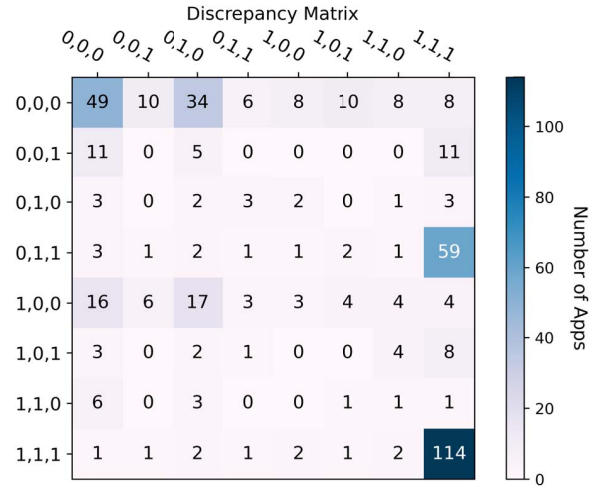 Discrepancy Matrix
0,0,0 0,0,1 0,1,0 0,1,1 1,0,0 1,0,1 1,1,0 1,1,1
0,0,0 49 10 34 6 8 10 8 8
0,0,1 11 0 5 0 0 0 0 11
0,1,0 3 0 2 3 2 0 1 3
0,1,1 3 1 2 1 1 2 1 59
1,0,0 16 6 17 3 3 4 4 4
1,0,1 3 0 2 1 0 0 4 8
1,1,0 6 0 3 0 0 1 1 1
1,1,1 1 1 2 1 2 1 2 114
100
80
60
40
20
0
Number of Apps